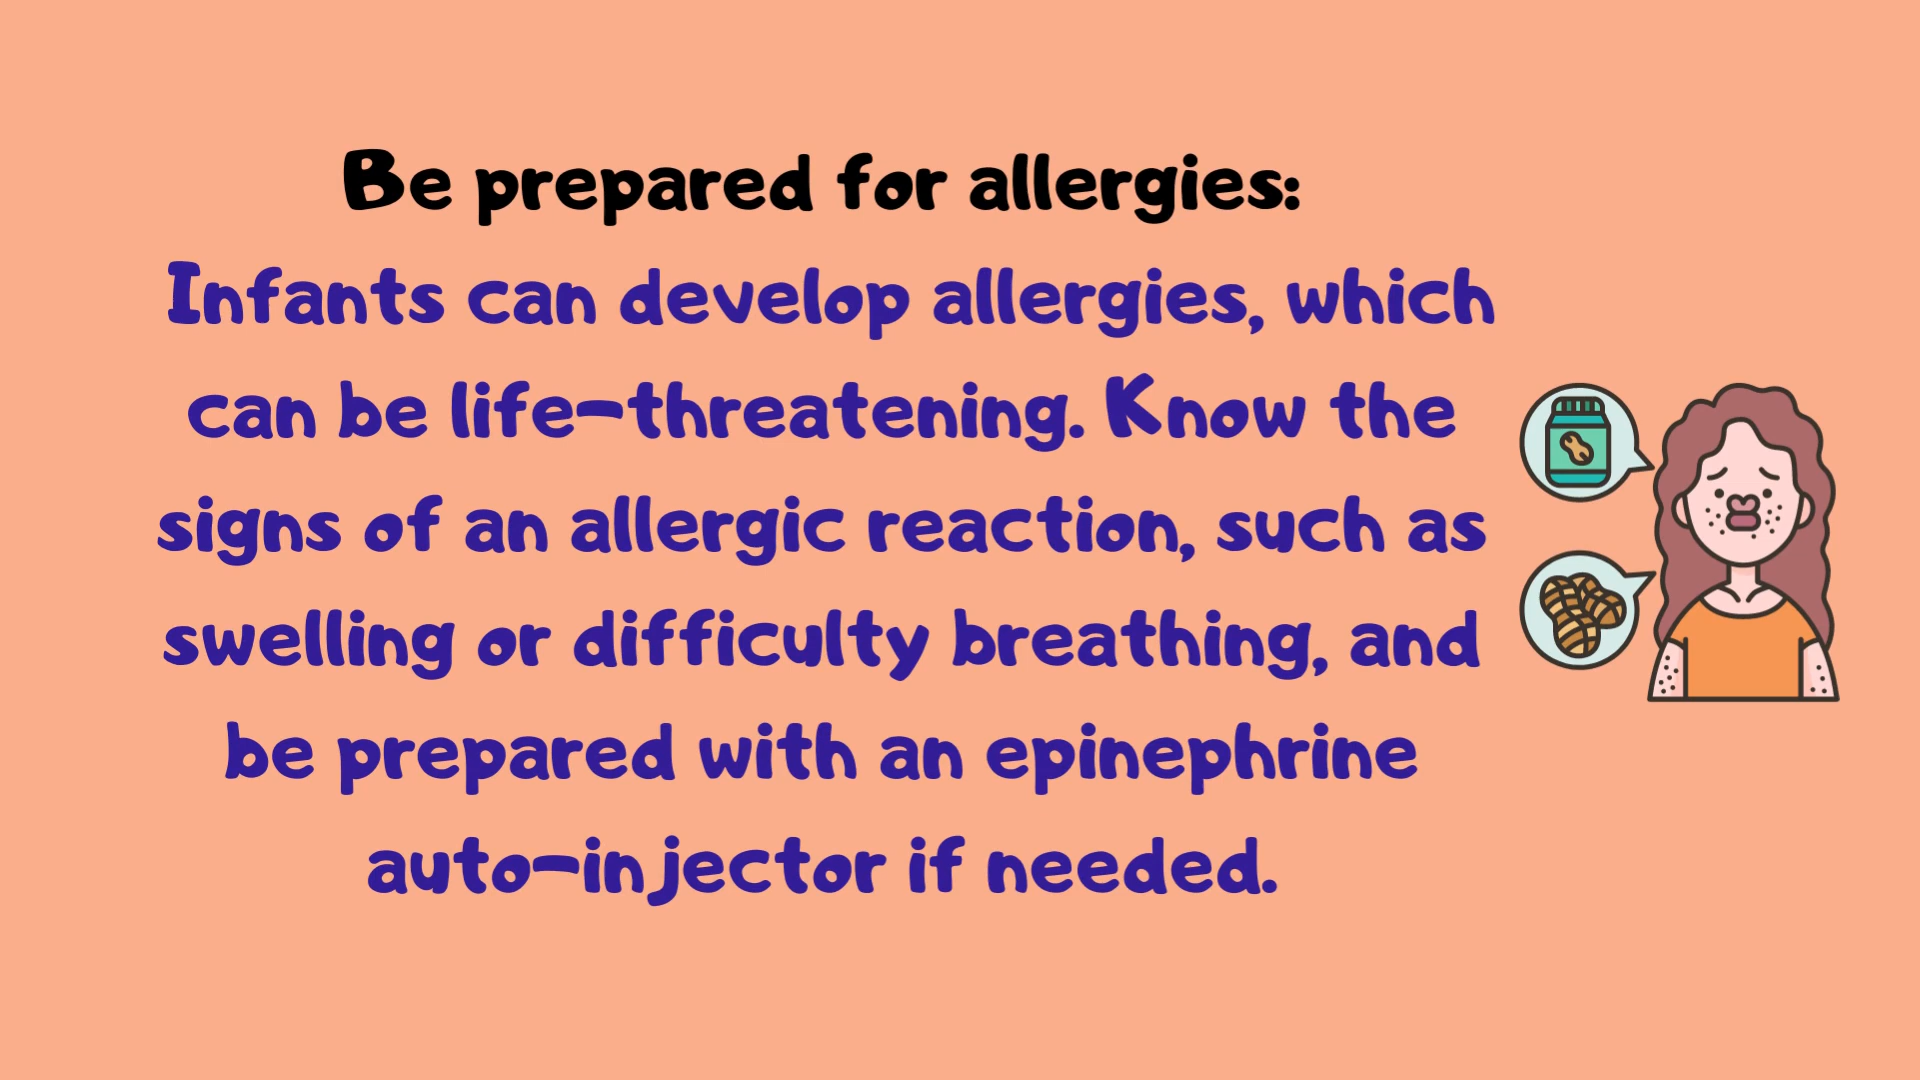 Be prepared for allergies:
Infants can develop allergies, which
can be life-threatening. Know the
signs of an allergic reaction, such as
swelling or difficulty breathing, and
be prepared with an epinephrine
auto-injector if needed.